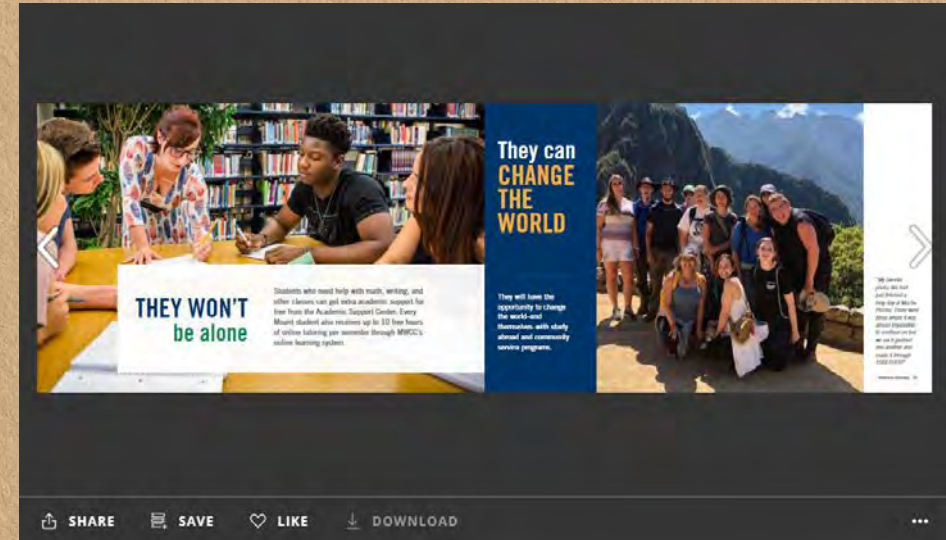 THEY WON'T
be alone
Students who need help with math, writing, and
other classes can get extra academic support for
free from the Academic Support Center. Every
Mount student also receives up to 10 free hours
of online tutoring per semester through MWCC's
online learning system.
They can
CHANGE
THE
WORLD
They will have the
opportunity to change
the world-and
themselves-with study
abroad and community
service programs.
SHARE
SAVE
LIKE
DOWNLOAD